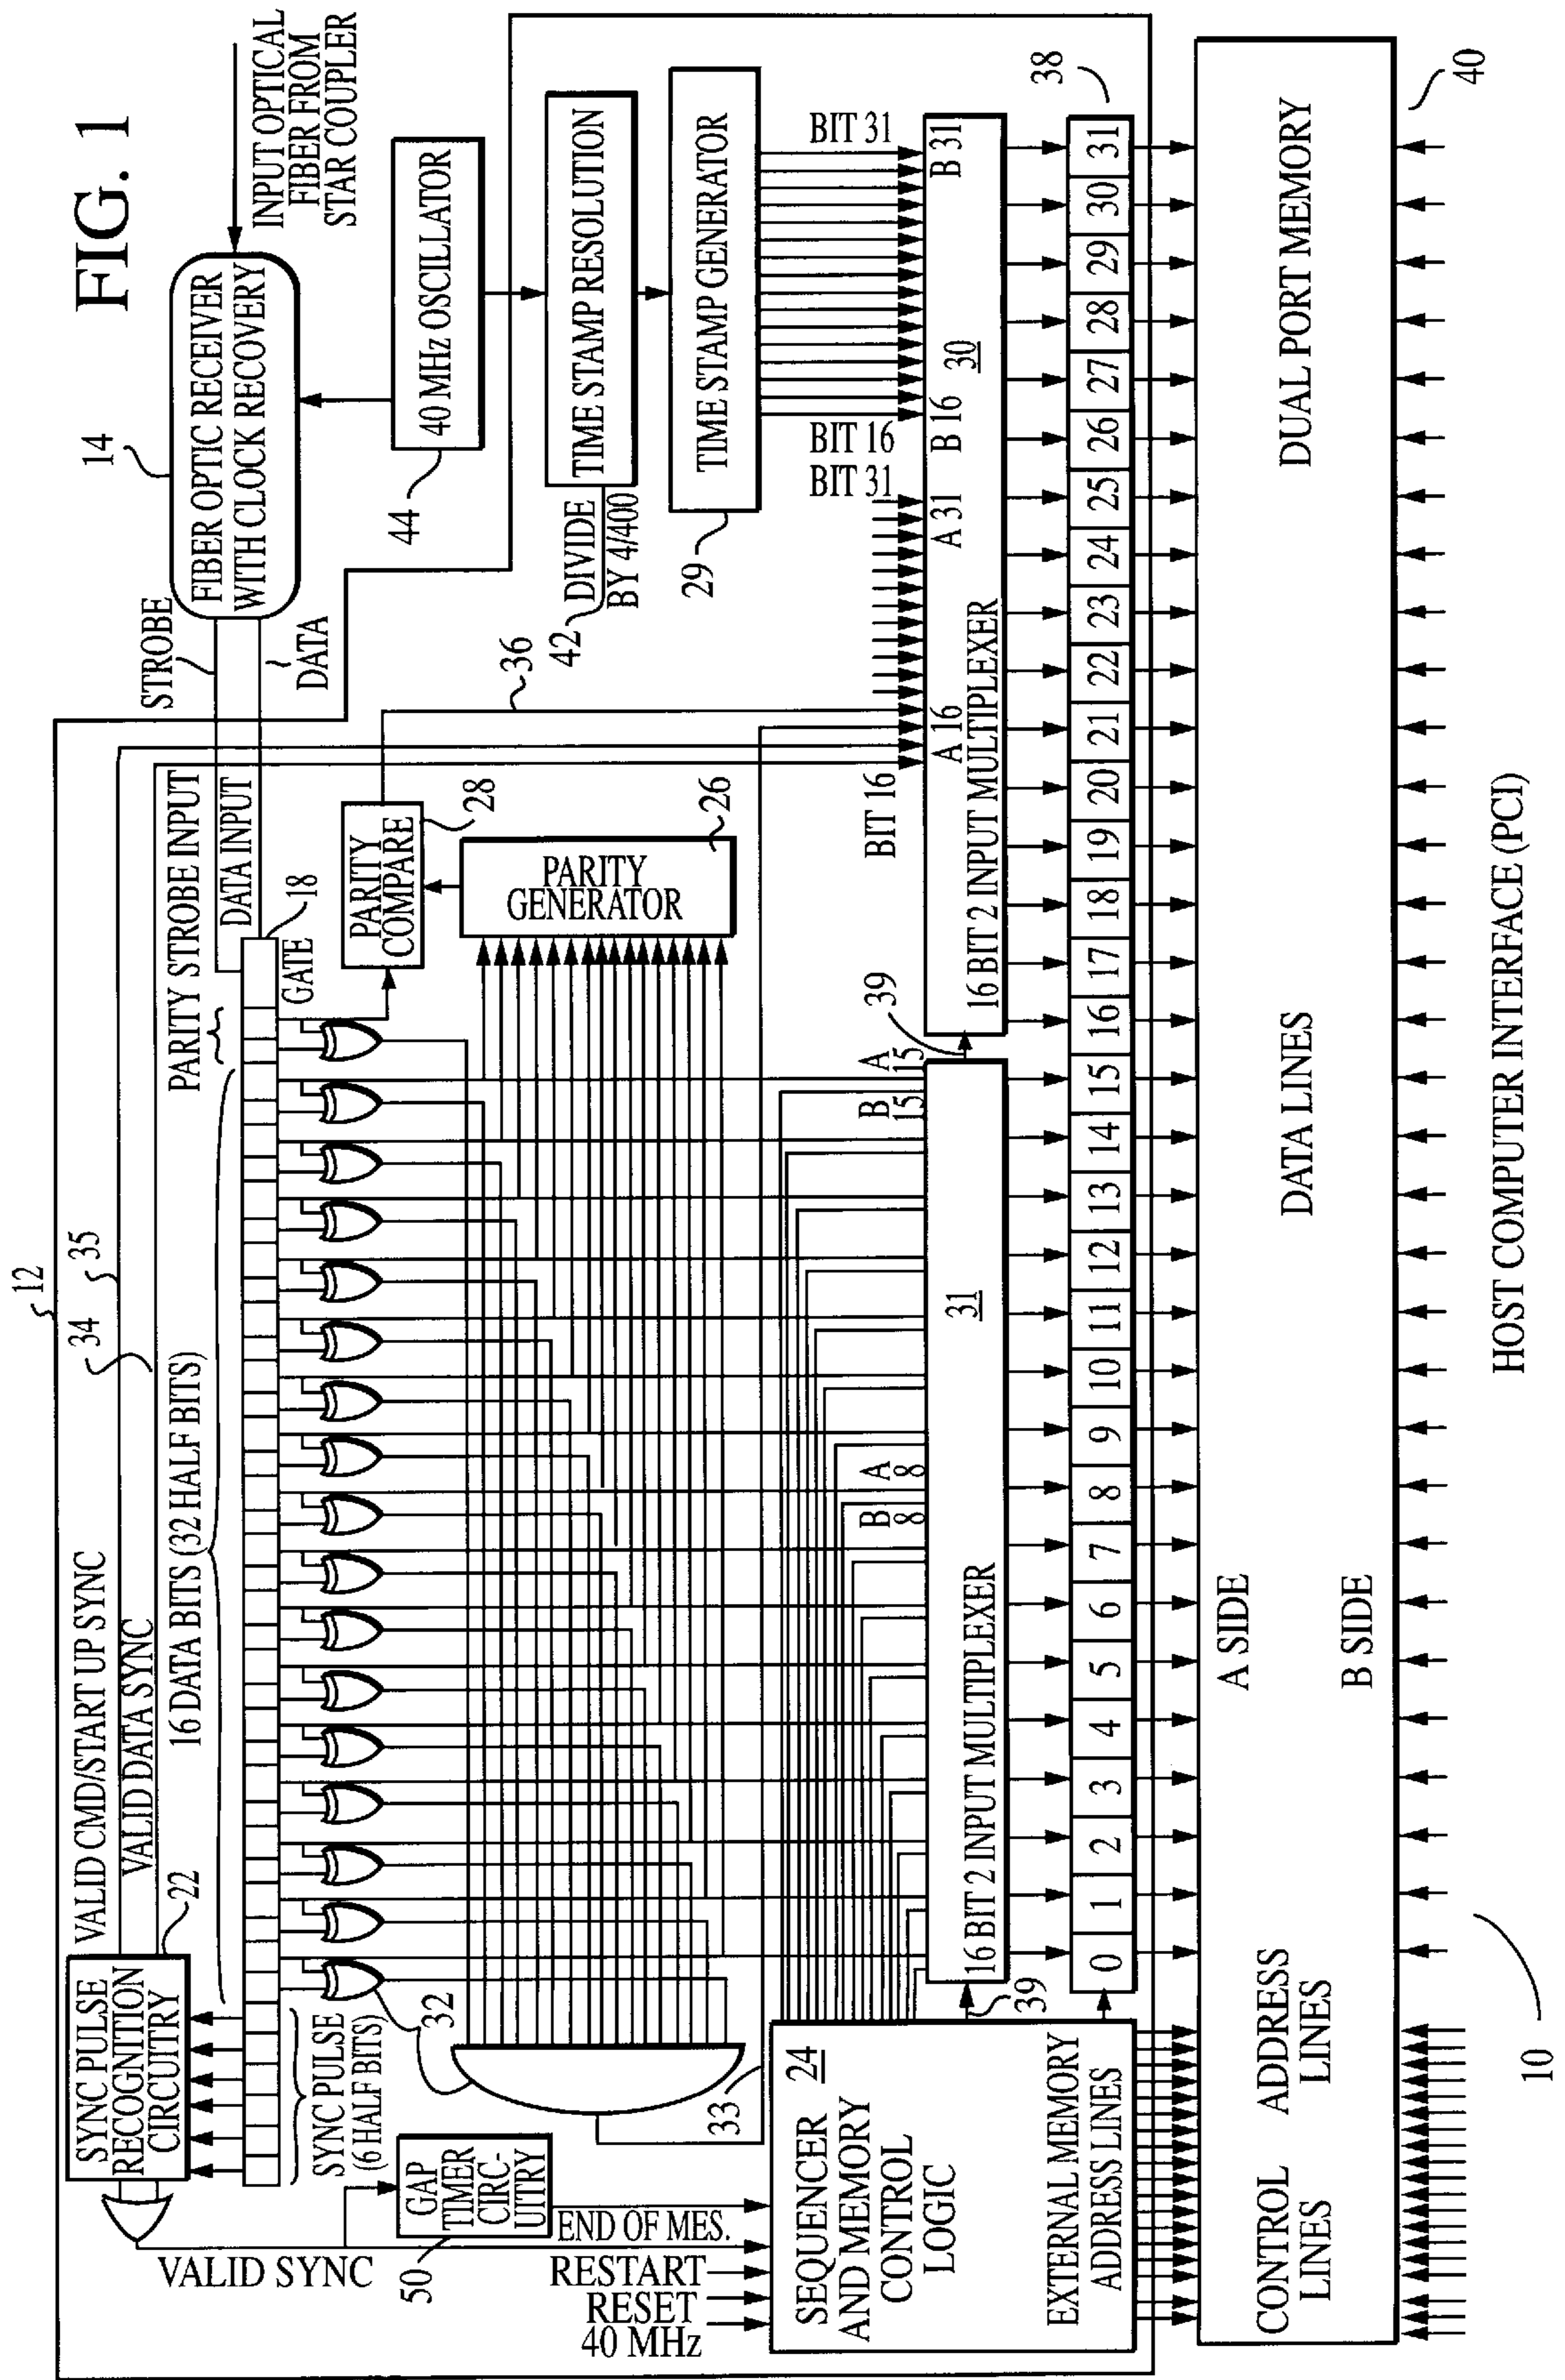 FIG. 1
12
34
35
VALID CMD/START UP SYNC
VALID DATA SYNC
22
SYNC PULSE
RECOGNITION
CIRCUITRY
16 DATA BITS (32 HALF BITS)
PARITY
STROBE INPUT
DATA INPUT
STROBE
DATA
14
FIBER OPTIC RECEIVER
WITH CLOCK RECOVERY
INPUT OPTICAL
FIBER FROM
STAR COUPLER
18
GATE
SYNC PULSE
(6 HALF BITS)
VALID SYNC
GAP
TIMER
CIRC-
UITRY
50
END OF MES.
RESTART
RESET
40 MHz
32
33
PARITY
COMPARE
28
PARITY
GENERATOR
26
36
44
40 MHz OSCILLATOR
42
DIVIDE
BY 4/400
TIME STAMP RESOLUTION
29
TIME STAMP GENERATOR
24
SEQUENCER
AND MEMORY
CONTROL
LOGIC
EXTERNAL MEMORY
ADDRESS LINES
39
B
8
A
8
B
15
A
15
16 BIT 2 INPUT MULTIPLEXER
31
39
BIT 16
BIT 31
BIT 16
BIT 31
A 16
A 31
B 16
B 31
16 BIT 2 INPUT MULTIPLEXER
30
38
0 1 2 3 4 5 6 7 8 9 10 11 12 13 14 15 16 17 18 19 20 21 22 23 24 25 26 27 28 29 30 31
CONTROL
LINES
ADDRESS
LINES
A SIDE
B SIDE
DATA LINES
DUAL PORT MEMORY
40
10
HOST COMPUTER INTERFACE (PCI)